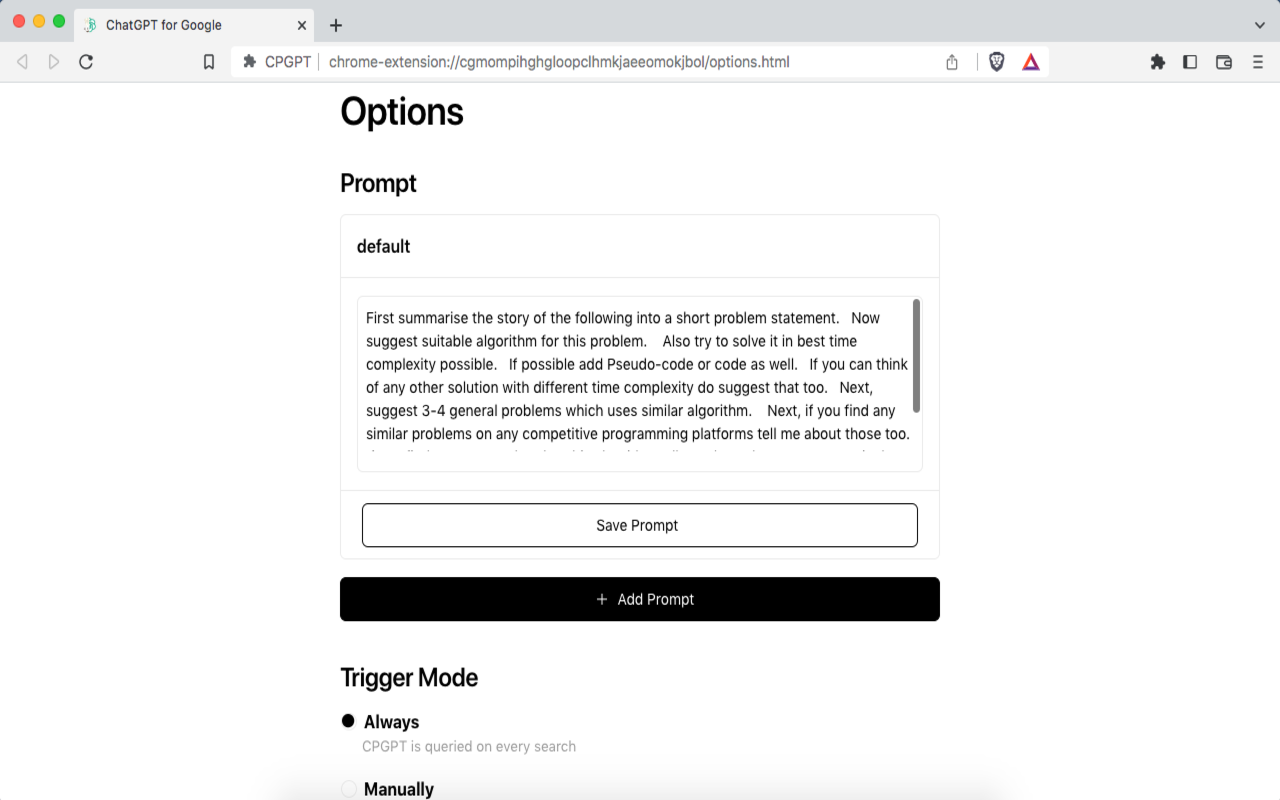 ChatGPT for Google
CPGPT chrome-extension://cgmompihghgloopclhmkjaeeomokjbol/options.html
Options
Prompt
default
First summarise the story of the following into a short problem statement. Now
suggest suitable algorithm for this problem. Also try to solve it in best time
complexity possible. If possible add Pseudo-code or code as well. If you can think
of any other solution with different time complexity do suggest that too. Next,
suggest 3-4 general problems which uses similar algorithm. Next, if you find any
similar problems on any competitive programming platforms tell me about those too.
Save Prompt
+ Add Prompt
Trigger Mode
Always
CPGPT is queried on every search
Manually